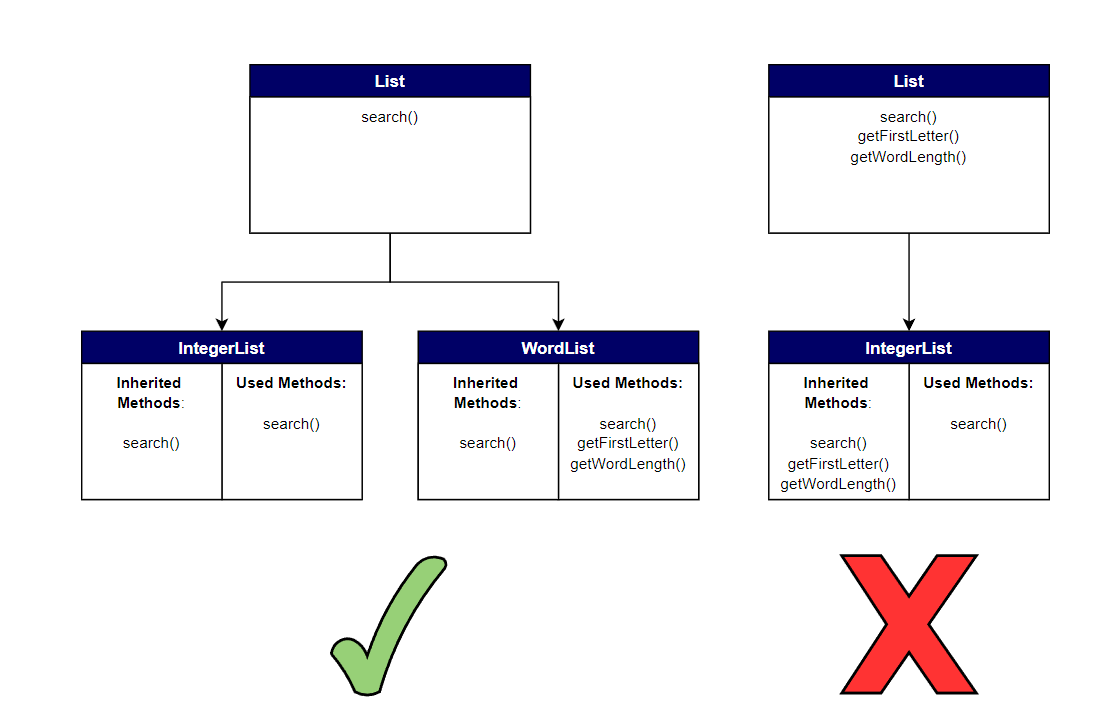 List
search()
List
search()
getFirstLetter()
getWordLength()
IntegerList
Inherited
Methods:
search()
Used Methods:
search()
WordList
Inherited
Methods:
search()
Used Methods:
search()
getFirstLetter()
getWordLength()
IntegerList
Inherited
Methods:
search()
getFirstLetter()
getWordLength()
Used Methods:
search()